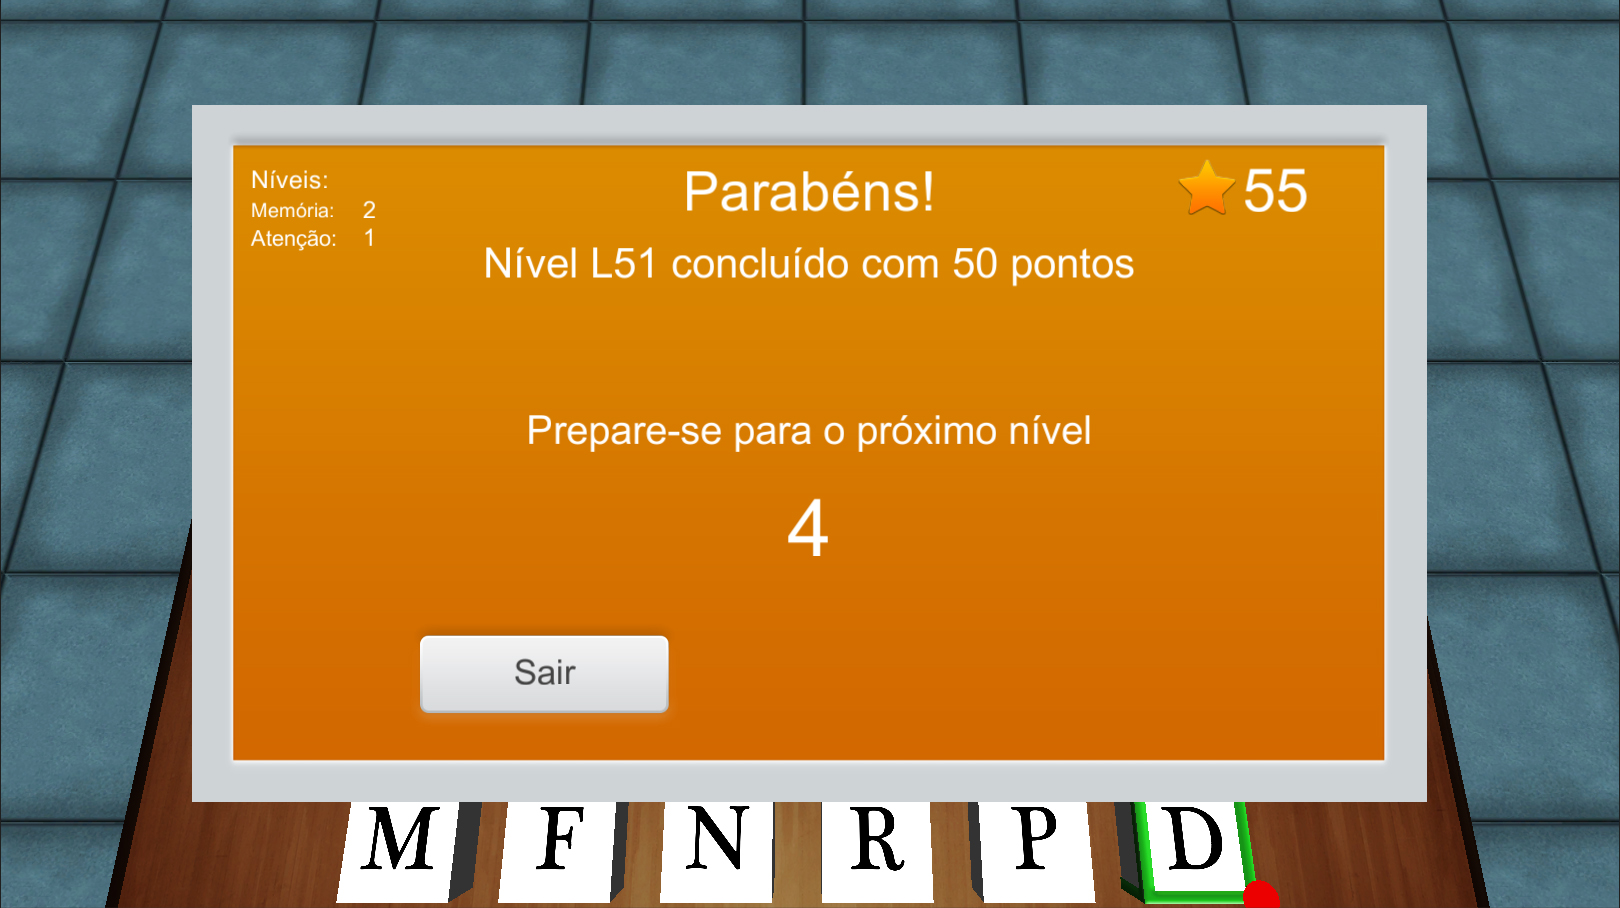 Níveis:
Memória: 2
Atenção: 1
Parabéns!
55
Nível L51 concluído com 50 pontos
Prepare-se para o próximo nível
4
Sair
M F N R P D